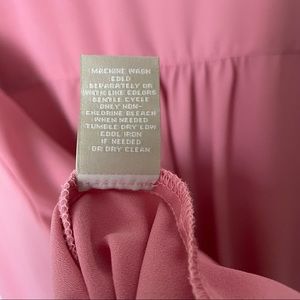 MACHINE WASH
COLD
SEPARATELY OR
WITH LIKE COLORS
GENTLE CYCLE
ONLY NON-
CHLORINE BLEACH
WHEN NEEDED
TUMBLE DRY LOW
COOL IRON
IF NEEDED
OR DRY CLEAN